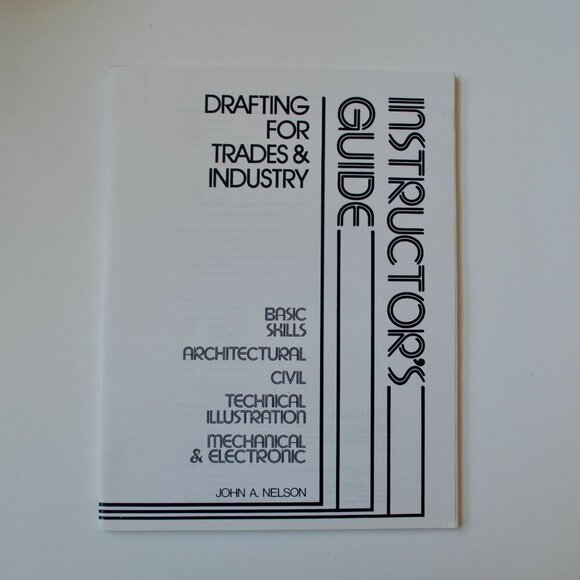 DRAFTING
FOR
TRADES &
INDUSTRY
INSTRUCTOR'S
GUIDE
BASIC
SKILLS
ARCHITECTURAL
CIVIL
TECHNICAL
ILLUSTRATION
MECHANICAL
& ELECTRONIC
JOHN A. NELSON